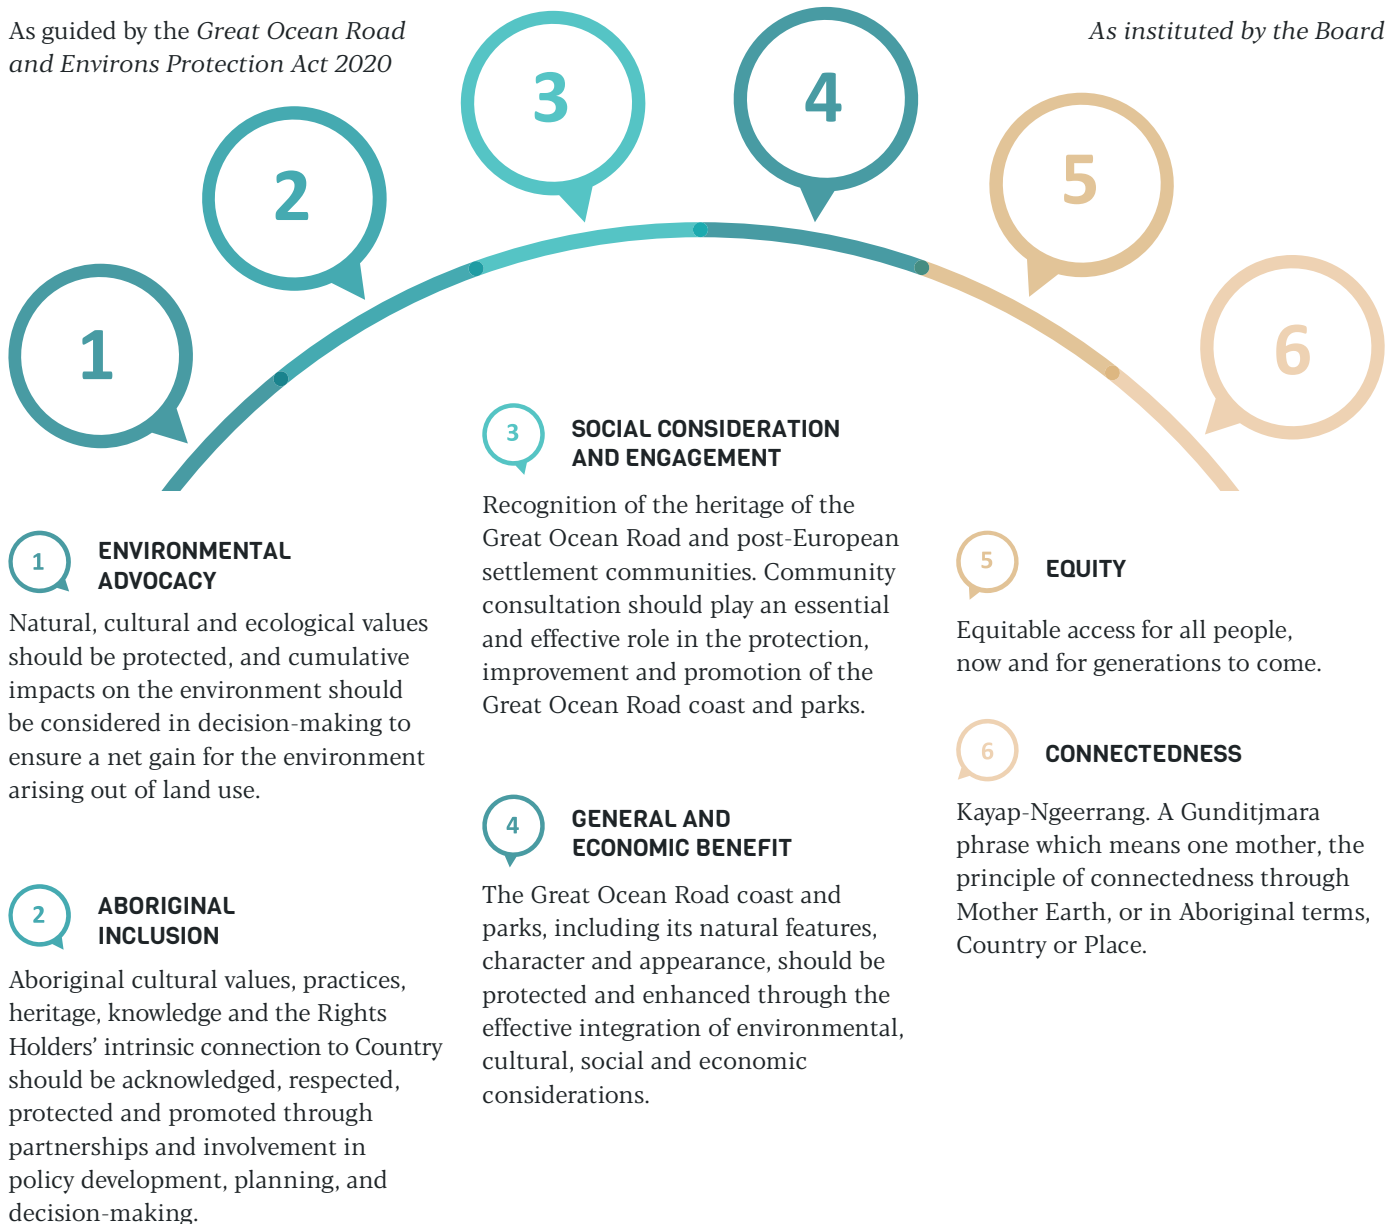 As guided by the Great Ocean Road
and Environs Protection Act 2020
As instituted by the Board
1
2
3
4
5
6
1
ENVIRONMENTAL
ADVOCACY
Natural, cultural and ecological values
should be protected, and cumulative
impacts on the environment should
be considered in decision-making to
ensure a net gain for the environment
arising out of land use.
2
ABORIGINAL
INCLUSION
Aboriginal cultural values, practices,
heritage, knowledge and the Rights
Holders’ intrinsic connection to Country
should be acknowledged, respected,
protected and promoted through
partnerships and involvement in
policy development, planning, and
decision-making.
3
SOCIAL CONSIDERATION
AND ENGAGEMENT
Recognition of the heritage of the
Great Ocean Road and post-European
settlement communities. Community
consultation should play an essential
and effective role in the protection,
improvement and promotion of the
Great Ocean Road coast and parks.
4
GENERAL AND
ECONOMIC BENEFIT
The Great Ocean Road coast and
parks, including its natural features,
character and appearance, should be
protected and enhanced through the
effective integration of environmental,
cultural, social and economic
considerations.
5
EQUITY
Equitable access for all people,
now and for generations to come.
6
CONNECTEDNESS
Kayap-Ngeerrang. A Gunditjmara
phrase which means one mother, the
principle of connectedness through
Mother Earth, or in Aboriginal terms,
Country or Place.